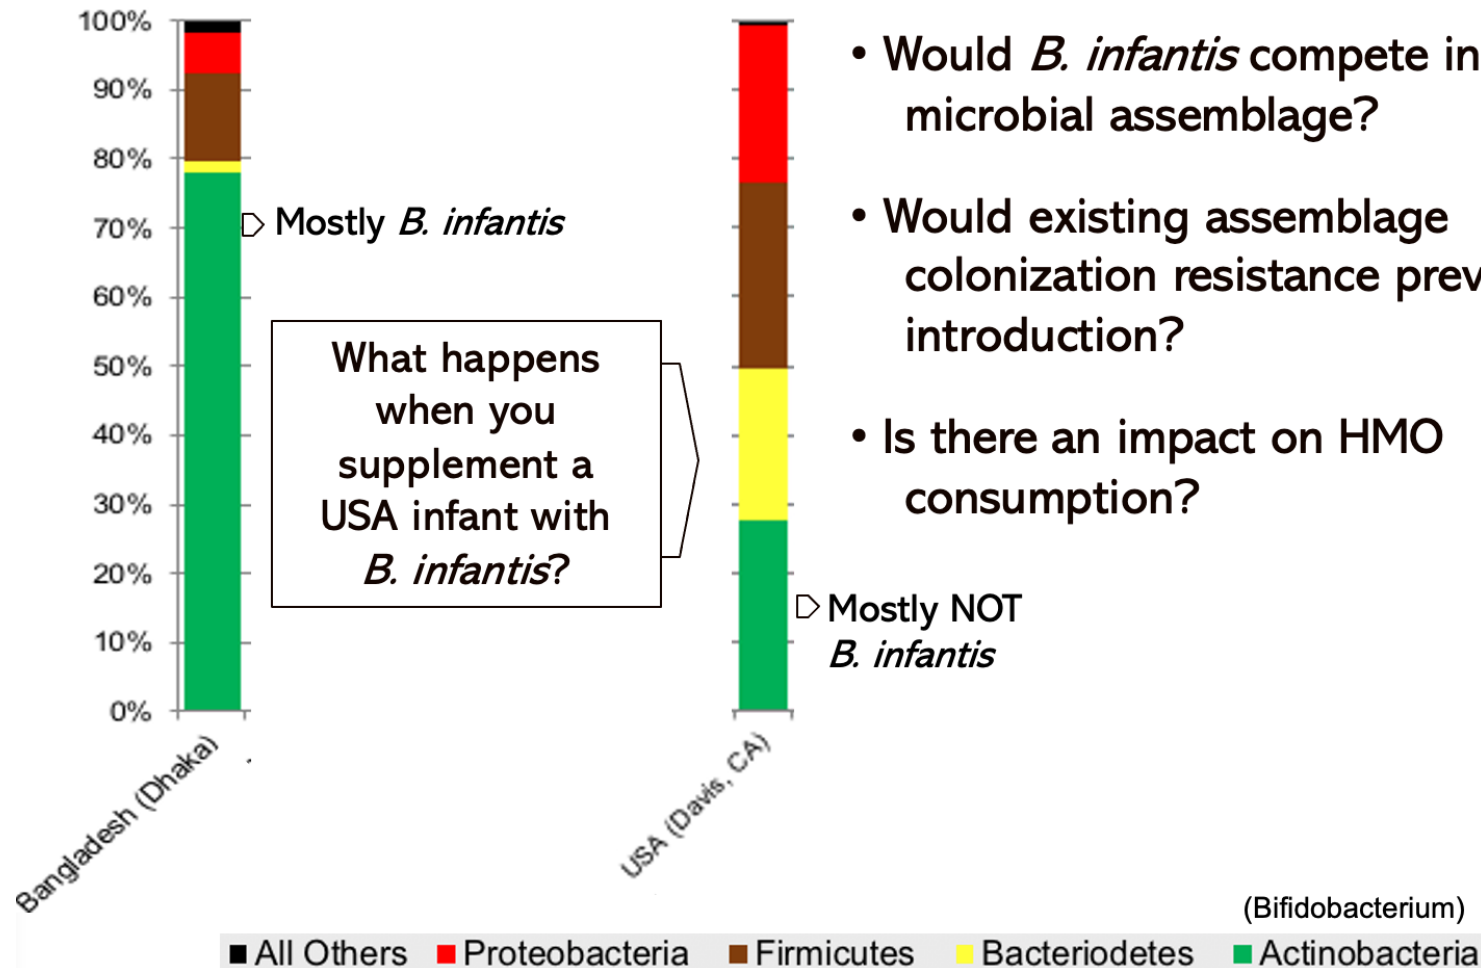 100%
90%
80%
70%
60%
50%
40%
30%
20%
10%
0%
Mostly B. infantis
What happens
when you
supplement a
USA infant with
B. infantis?
Mostly NOT
B. infantis
• Would B. infantis compete in
microbial assemblage?
• Would existing assemblage
colonization resistance prev
introduction?
• Is there an impact on HMO
consumption?
Bangladesh (Dhaka)
USA (Davis, CA)
(Bifidobacterium)
All Others Proteobacteria Firmicutes Bacteriodetes Actinobacteria